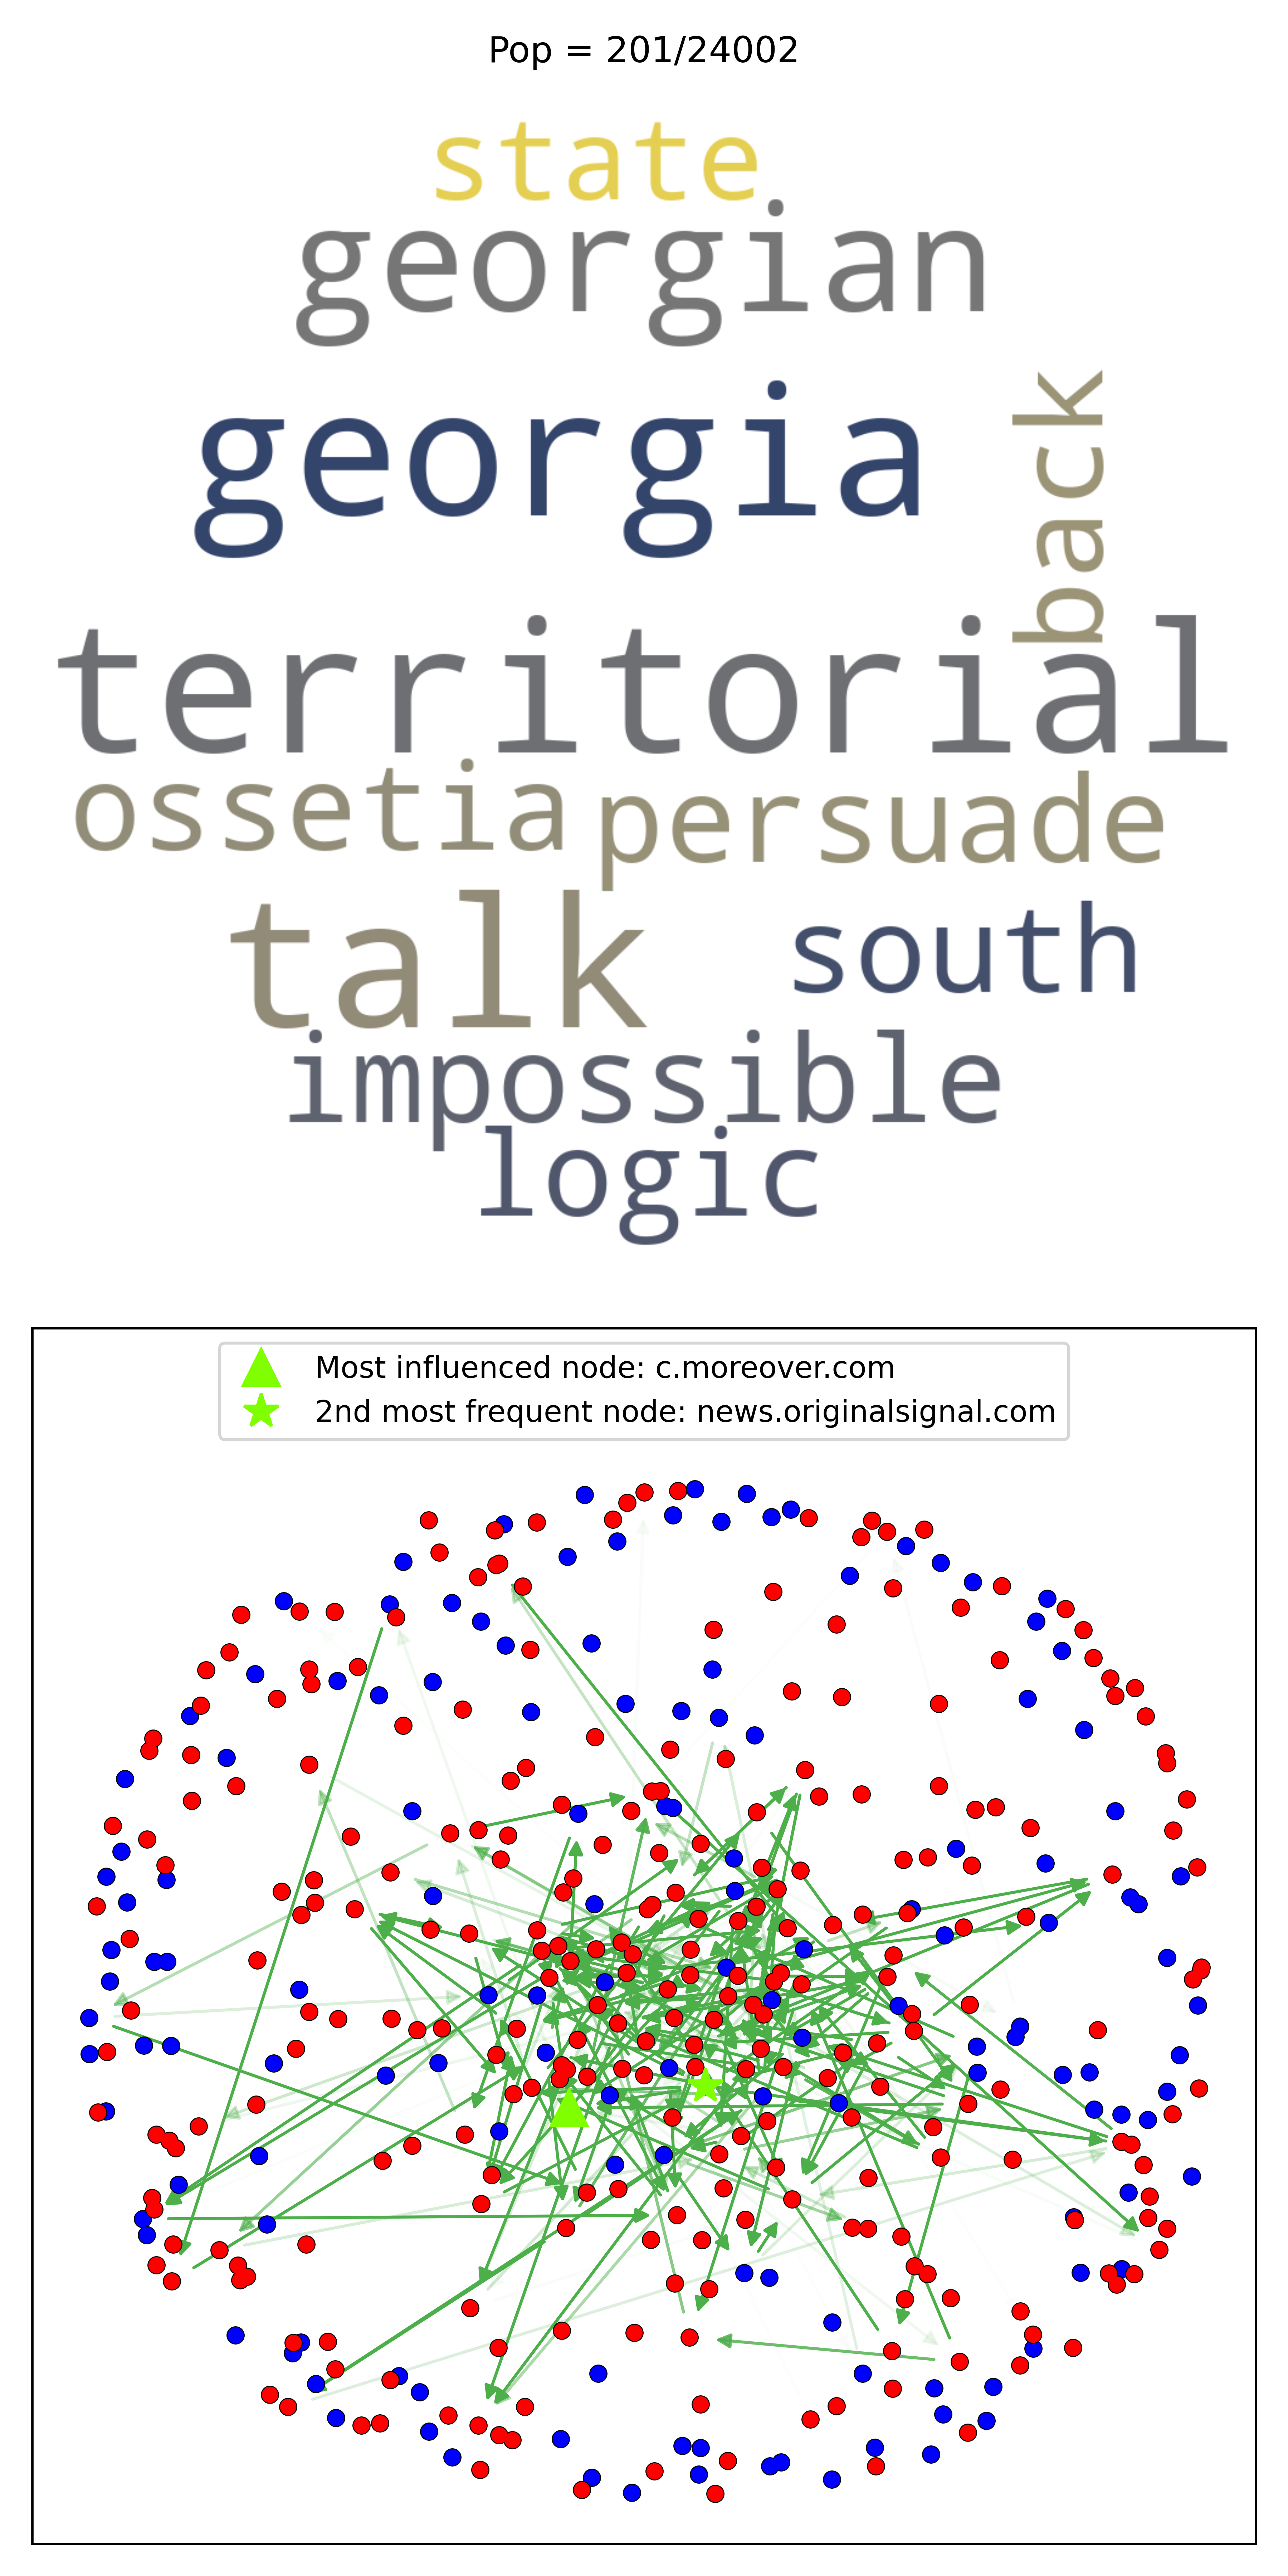 Pop = 201/24002
state
georgian
georgia
back
territorial
ossetia persuade
talk
south
impossible
logic
Most influenced node: c.moreover.com
2nd most frequent node: news.originalsignal.com